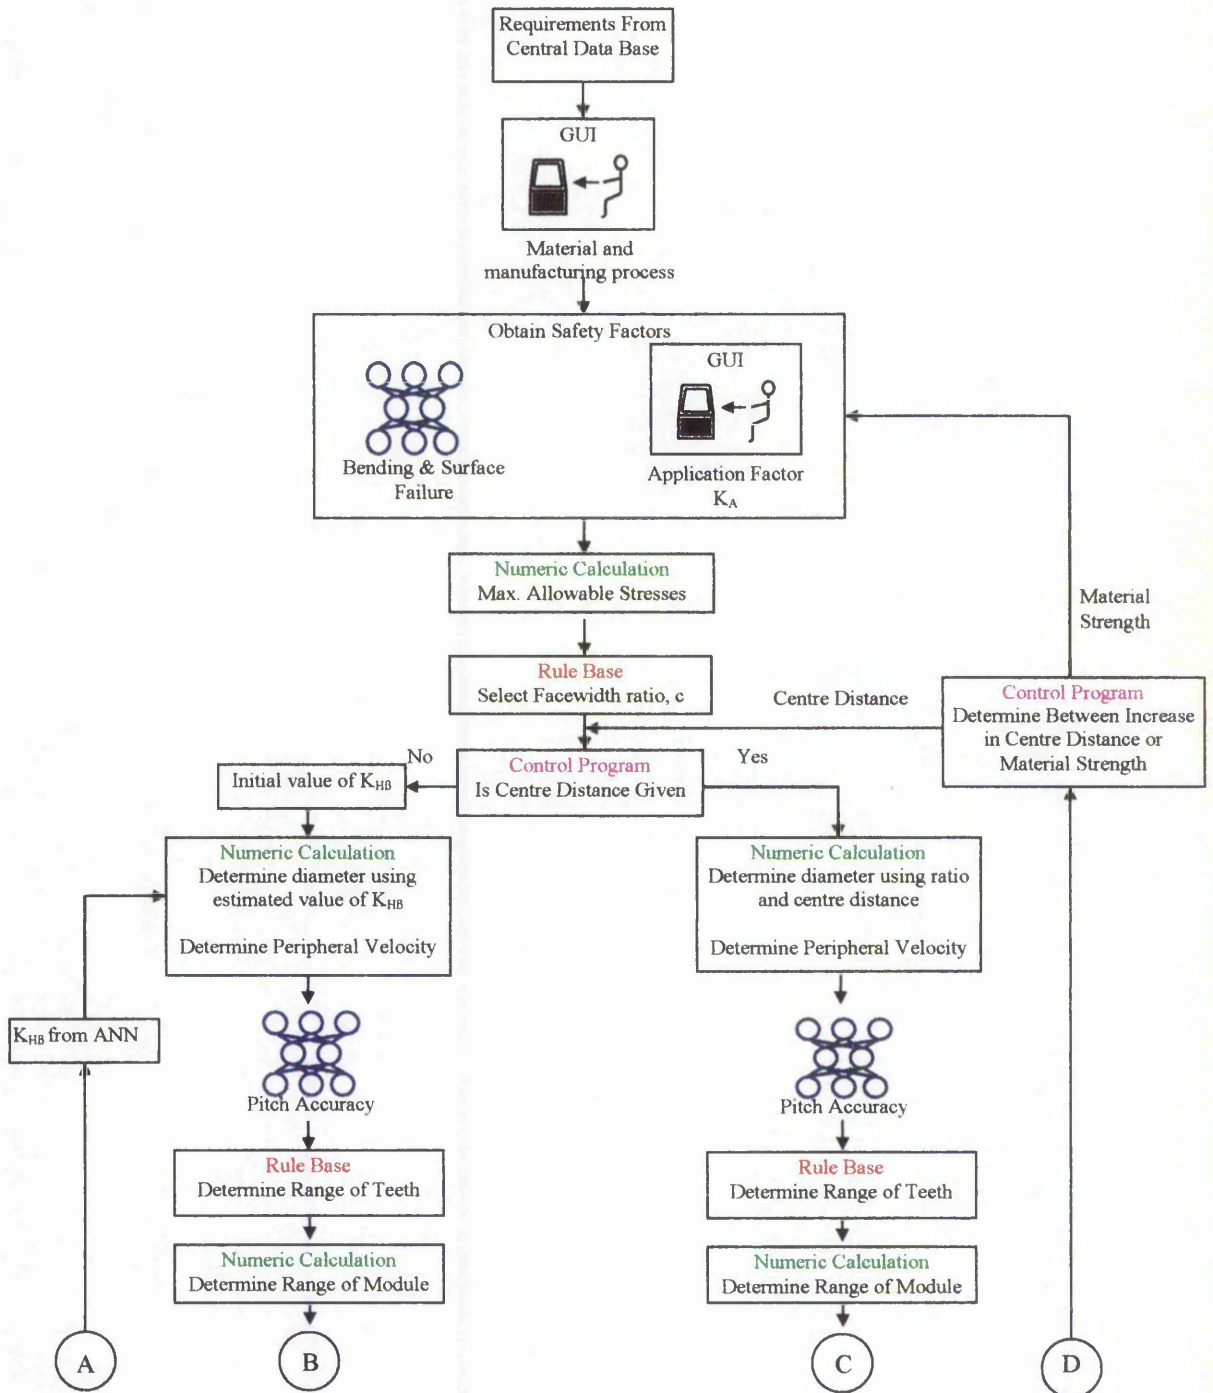 Requirements From
Central Data Base
GUI
Material and
manufacturing process
Obtain Safety Factors
GUI
Bending & Surface
Failure
Application Factor
K_A
Numeric Calculation
Max. Allowable Stresses
Material
Strength
Rule Base
Select Facewidth ratio, c
Centre Distance
Control Program
Determine Between Increase
in Centre Distance or
Material Strength
No
Yes
Control Program
Is Centre Distance Given
Initial value of K_HB
Numeric Calculation
Determine diameter using
estimated value of K_HB
Determine Peripheral Velocity
Numeric Calculation
Determine diameter using ratio
and centre distance
Determine Peripheral Velocity
K_HB from ANN
Pitch Accuracy
Pitch Accuracy
Rule Base
Determine Range of Teeth
Rule Base
Determine Range of Teeth
Numeric Calculation
Determine Range of Module
Numeric Calculation
Determine Range of Module
A
B
C
D